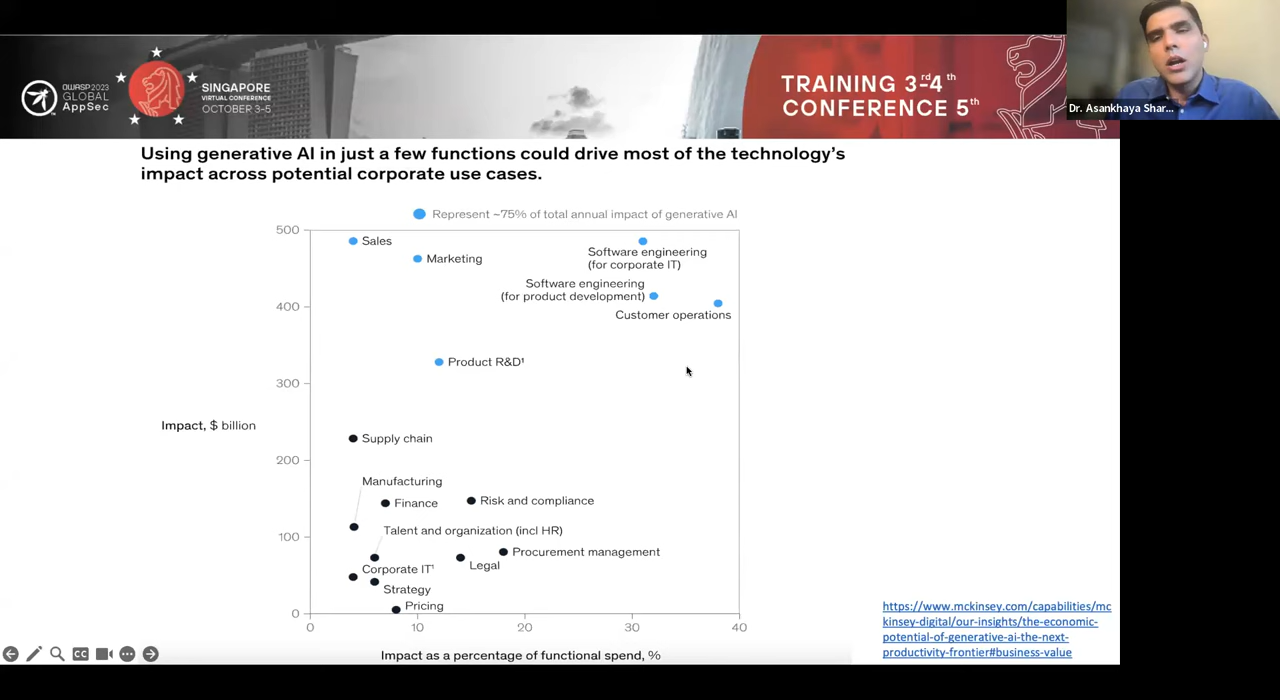 OWASP 2023
GLOBAL
AppSec
SINGAPORE
VIRTUAL CONFERENCE
OCTOBER 3-5
TRAINING 3rd-4th
CONFERENCE 5th
Dr. Asankhaya Shar...
Using generative AI in just a few functions could drive most of the technology's
impact across potential corporate use cases.
Represent ~75% of total annual impact of generative AI
500
400
300
200
100
0
Impact, $ billion
Sales
Marketing
Software engineering
(for corporate IT)
Software engineering
(for product development)
Customer operations
Product R&D¹
Supply chain
Manufacturing
Finance
Risk and compliance
Talent and organization (incl HR)
Procurement management
Legal
Corporate IT¹
Strategy
Pricing
0 10 20 30 40
Impact as a percentage of functional spend, %
https://www.mckinsey.com/capabilities/mc
kinsey-digital/our-insights/the-economic-
potential-of-generative-ai-the-next-
productivity-frontier#business-value
CC